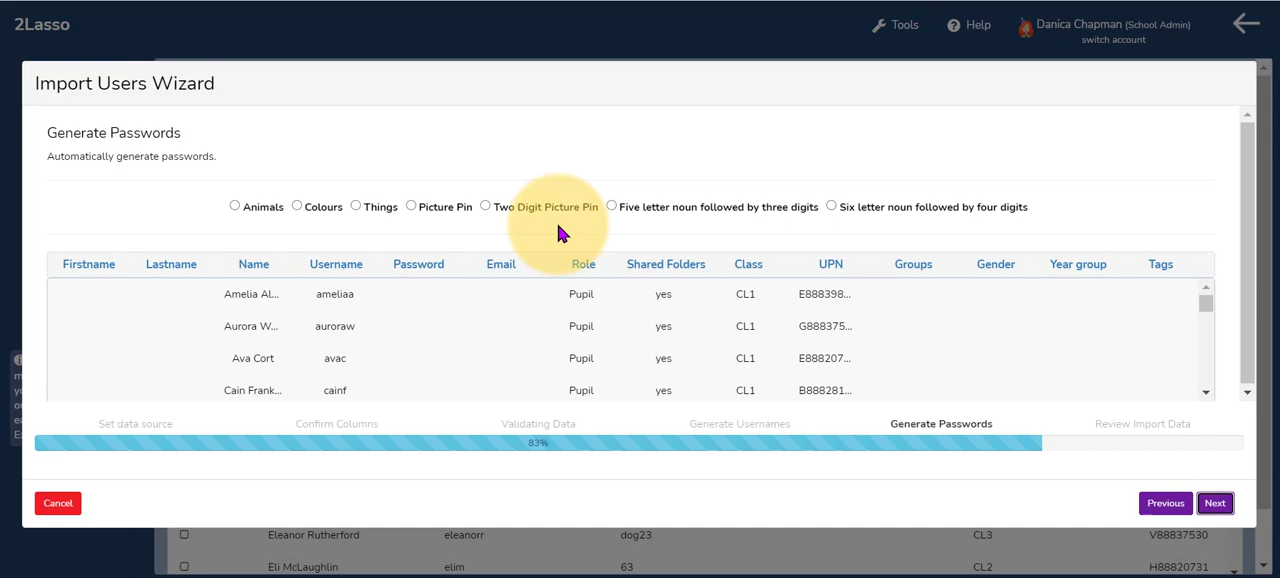 2Lasso
Tools
Help
Danica Chapman (School Admin)
switch account
Import Users Wizard
Generate Passwords
Automatically generate passwords.
Animals Colours Things Picture Pin Two Digit Picture Pin Five letter noun followed by three digits Six letter noun followed by four digits
Firstname Lastname Name Username Password Email Role Shared Folders Class UPN Groups Gender Year group Tags
Amelia Al... ameliaa Pupil yes CL1 E888398...
Aurora W... auroraw Pupil yes CL1 G888375...
Ava Cort avac Pupil yes CL1 E888207...
Cain Frank... cainf Pupil yes CL1 B888281...
Set data source Confirm Columns Validating Data Generate Usernames Generate Passwords Review Import Data
83%
Cancel Previous Next
Eleanor Rutherford eleanorr dog23 CL3 V88837530
Eli McLaughlin elim 63 CL2 H88820731